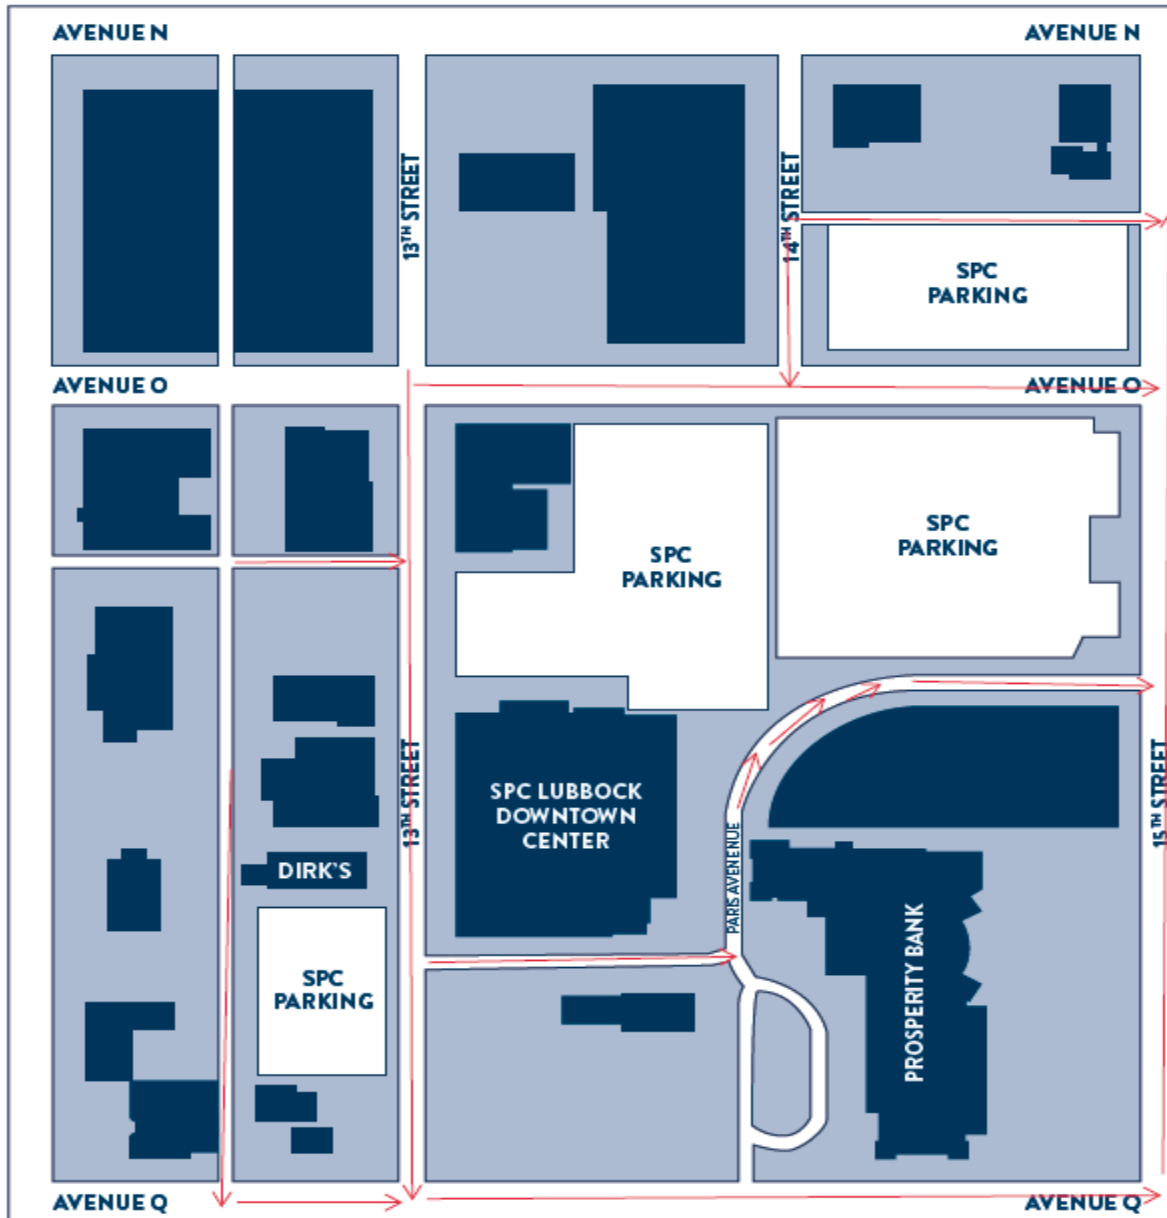 AVENUE N
AVENUE N
13TH STREET
14TH STREET
SPC
PARKING
AVENUE O
AVENUE O
SPC
PARKING
SPC
PARKING
13TH STREET
SPC LUBBOCK
DOWNTOWN
CENTER
15TH STREET
PARIS AVENENUE
DIRK'S
SPC
PARKING
PROSPERITY BANK
AVENUE Q
AVENUE Q